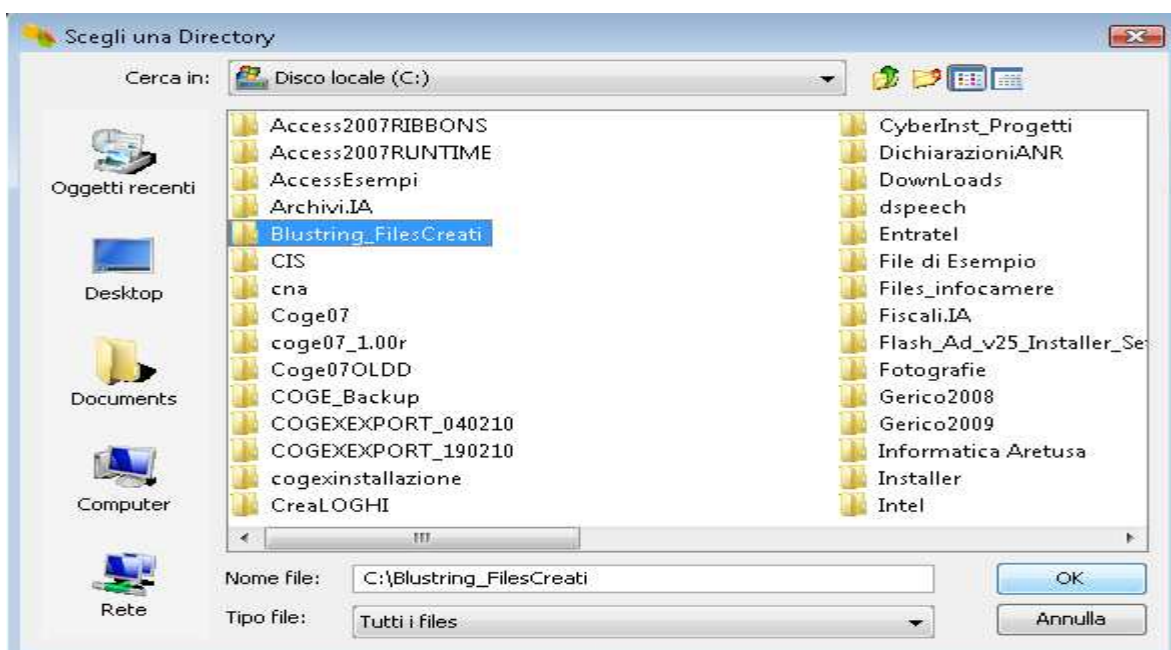 Scegli una Directory
Cerca in:
Disco locale (C:)
Oggetti recenti
Desktop
Documents
Computer
Rete
Access2007RIBBONS
Access2007RUNTIME
AccessEsempi
Archivi.IA
Blustring_FilesCreati
CIS
cna
Coge07
coge07_1.00r
Coge07OLDD
COGE_Backup
COGEXEXPORT_040210
COGEXEXPORT_190210
cogexinstallazione
CreaLOGHI
CyberInst_Progetti
DichiarazioniANR
DownLoads
dspeech
Entratel
File di Esempio
Files_infocamere
Fiscali.IA
Flash_Ad_v25_Installer_Se
Fotografie
Gerico2008
Gerico2009
Informatica Aretusa
Installer
Intel
Nome file:
C:\Blustring_FilesCreati
OK
Tipo file:
Tutti i files
Annulla